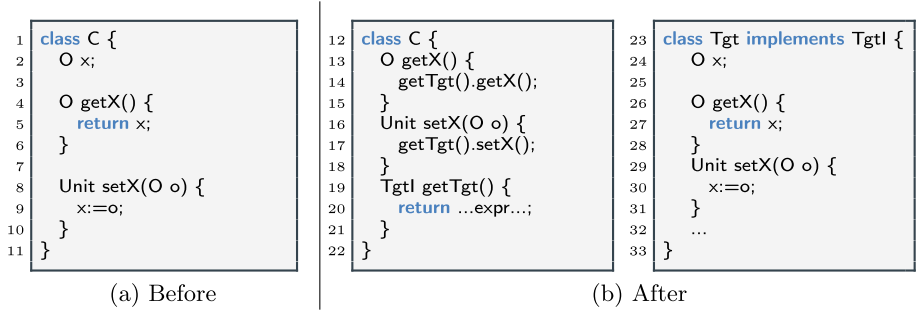 1 class C {
2 O x;
3
4 O getX() {
5 return x;
6 }
7
8 Unit setX(O o) {
9 x:=o;
10 }
11 }
(a) Before
12 class C {
13 O getX() {
14 getTgt().getX();
15 }
16 Unit setX(O o) {
17 getTgt().setX();
18 }
19 TgtI getTgt() {
20 return ...expr...;
21 }
22 }
23 class Tgt implements TgtI {
24 O x;
25
26 O getX() {
27 return x;
28 }
29 Unit setX(O o) {
30 x:=o;
31 }
32 ...
33 }
(b) After